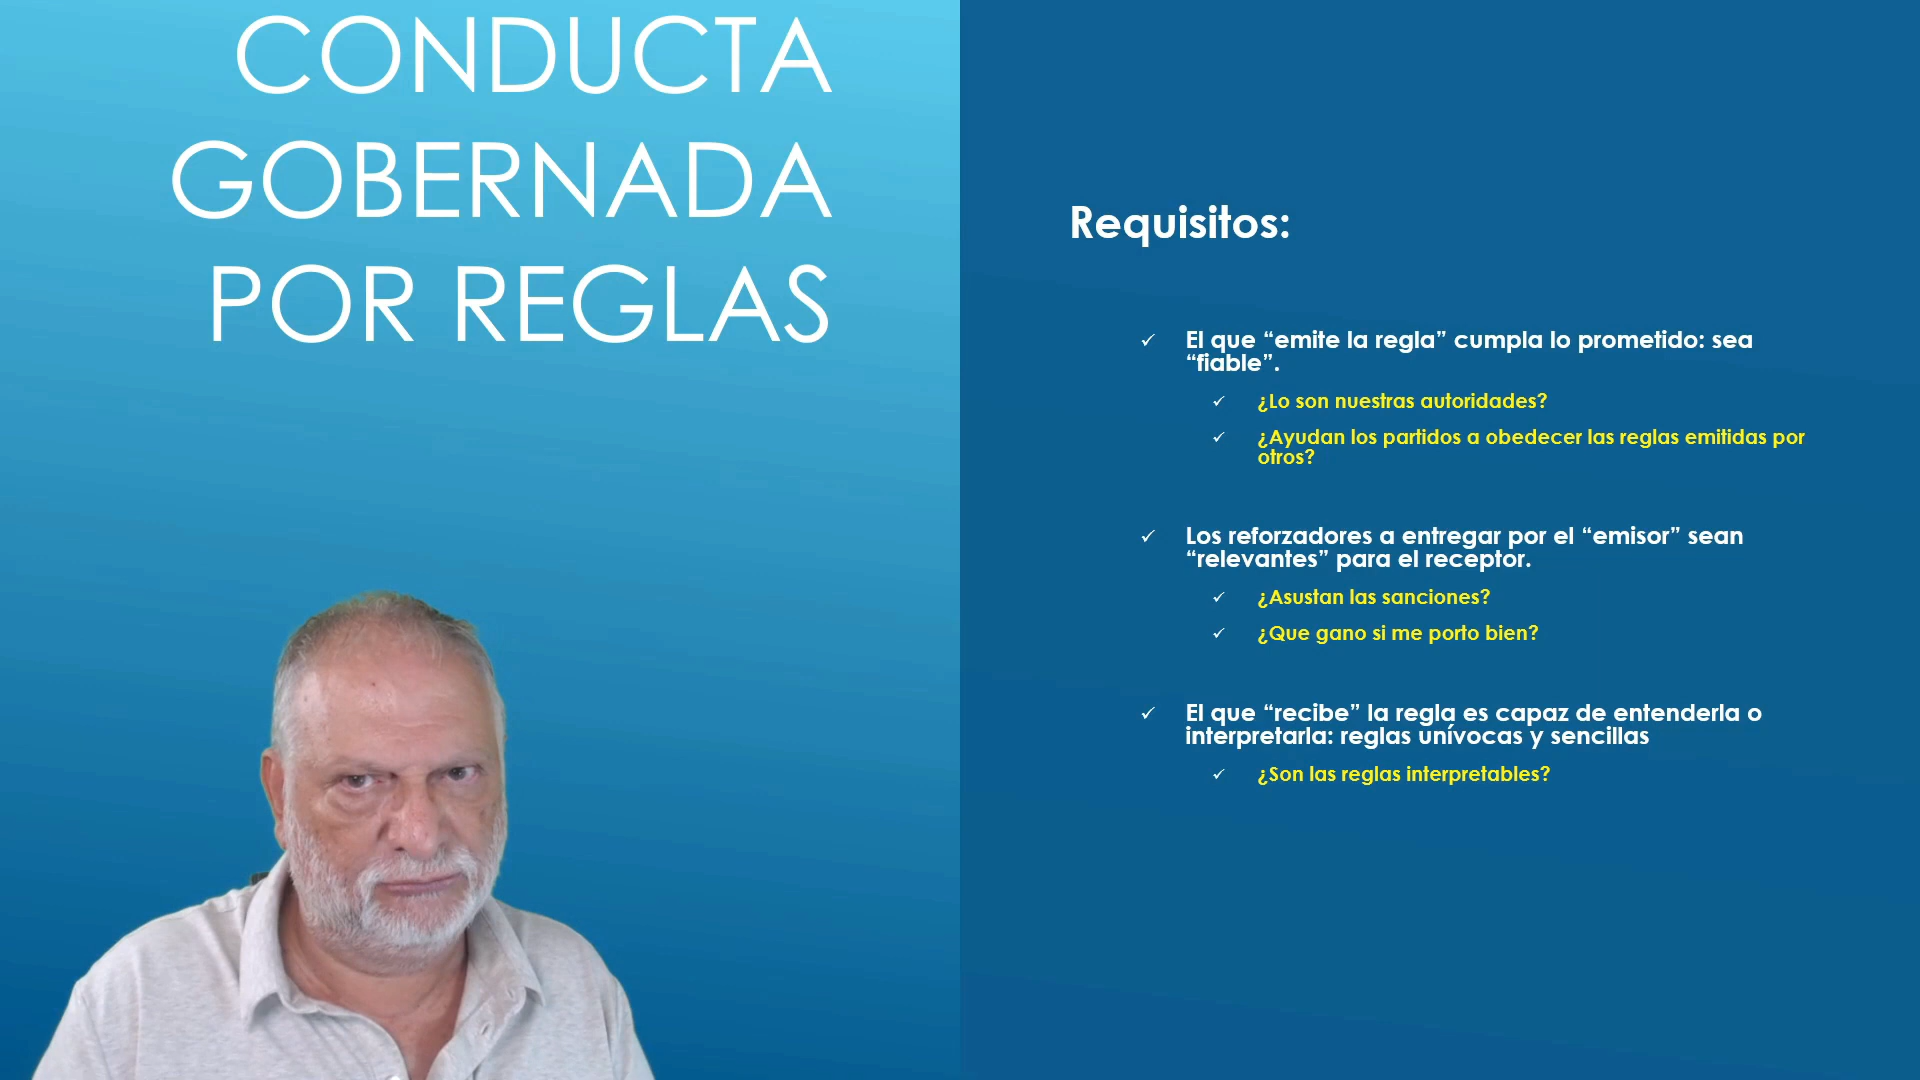 CONDUCTA
GOBERNADA
POR REGLAS
Requisitos:
El que “emite la regla” cumpla lo prometido: sea
“fiable”.
¿Lo son nuestras autoridades?
¿Ayudan los partidos a obedecer las reglas emitidas por
otros?
Los reforzadores a entregar por el “emisor” sean
“relevantes” para el receptor.
¿Asustan las sanciones?
¿Que gano si me porto bien?
El que “recibe” la regla es capaz de entenderla o
interpretarla: reglas unívocas y sencillas
¿Son las reglas interpretables?